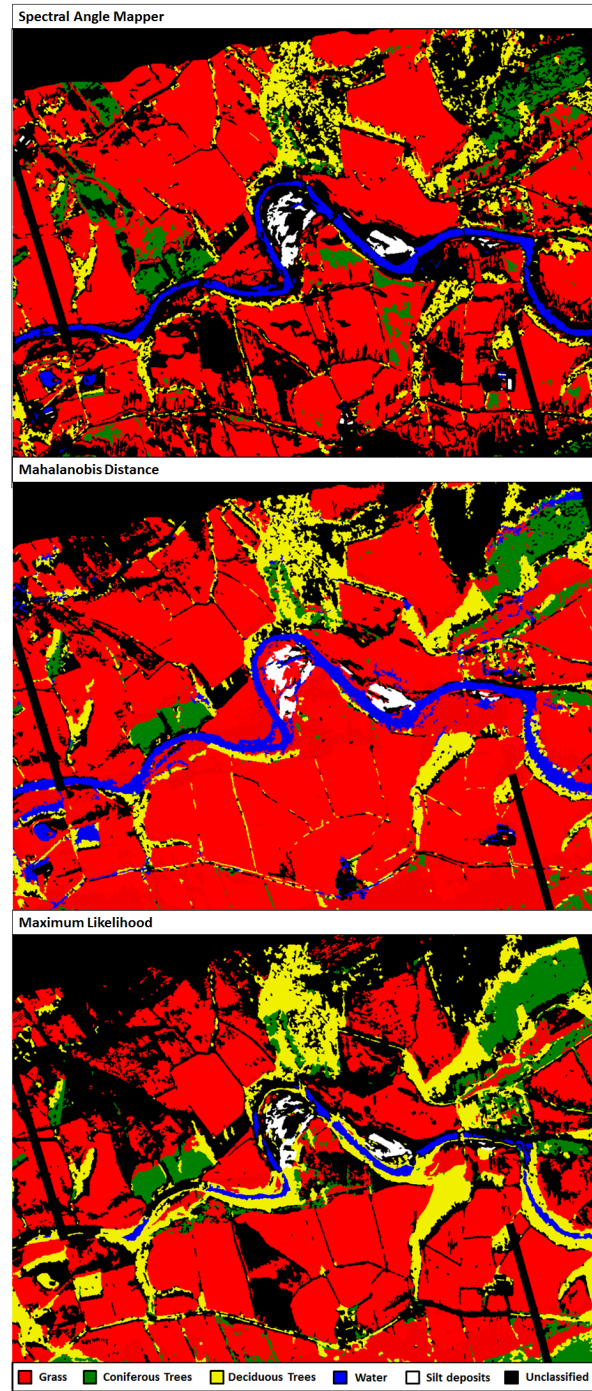 Spectral Angle Mapper
Mahalanobis Distance
Maximum Likelihood
Grass Coniferous Trees Deciduous Trees Water Silt deposits Unclassified